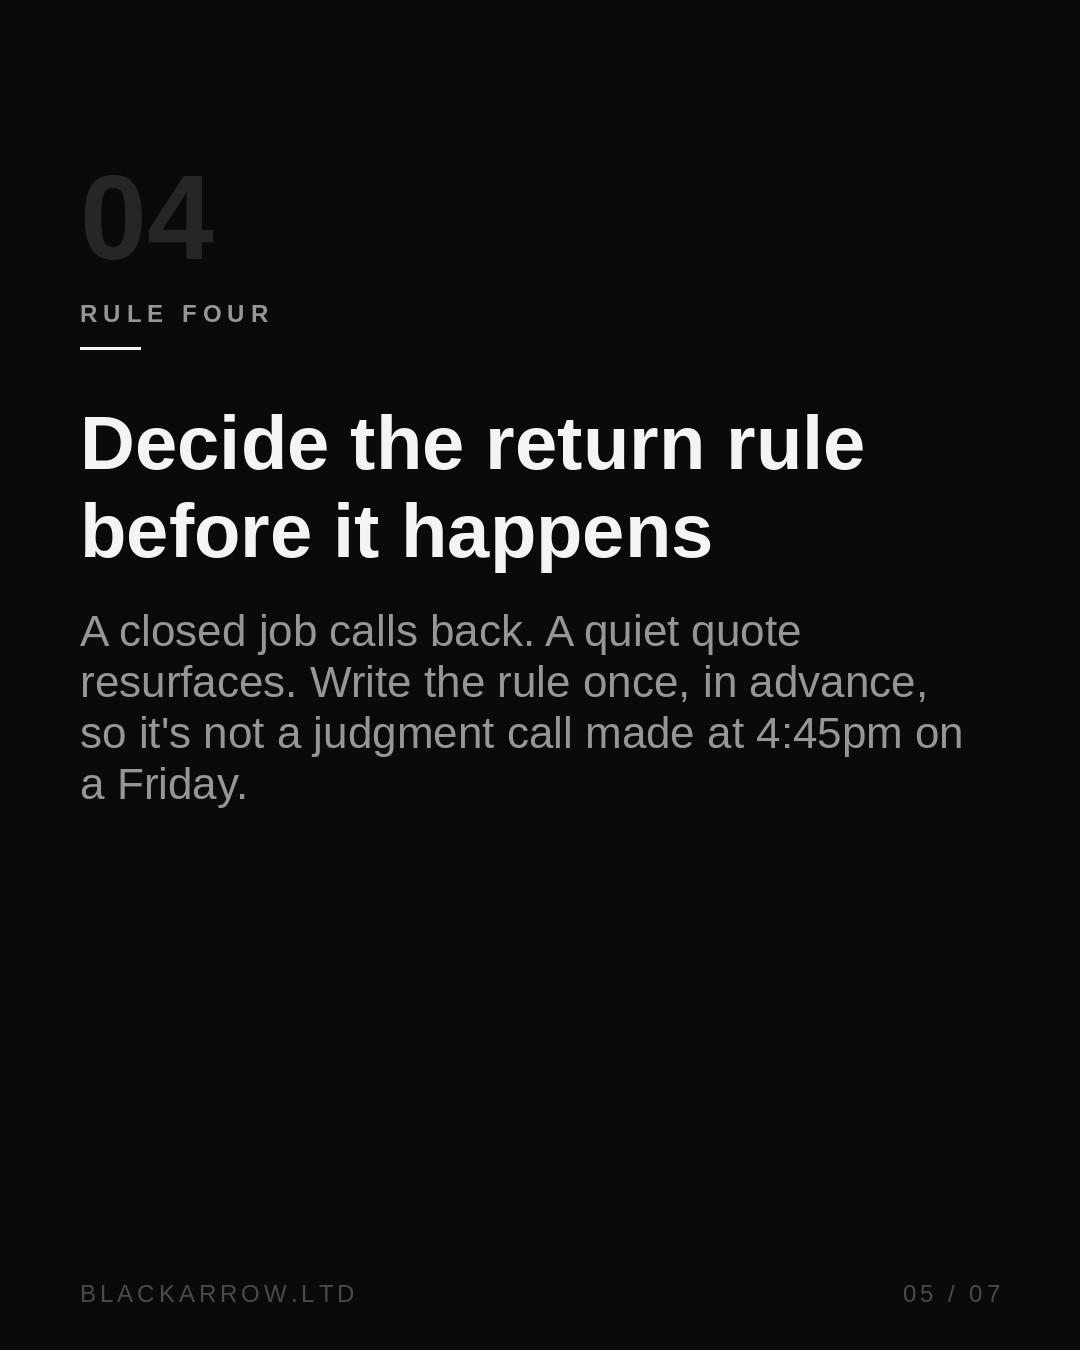 04
RULE FOUR
Decide the return rule
before it happens
A closed job calls back. A quiet quote
resurfaces. Write the rule once, in advance,
so it's not a judgment call made at 4:45pm on
a Friday.
BLACKARROW.LTD
05 / 07